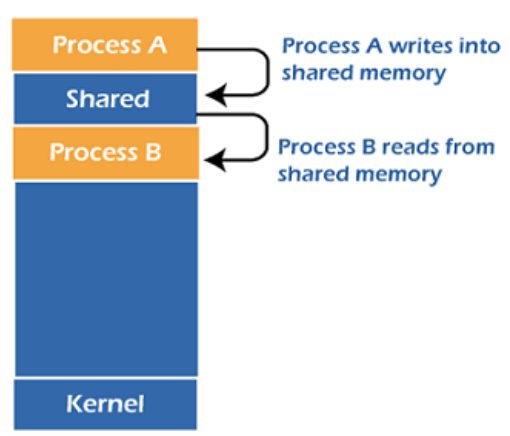 Process A
Process A writes into
shared memory
Shared
Process B
Process B reads from
shared memory
Kernel